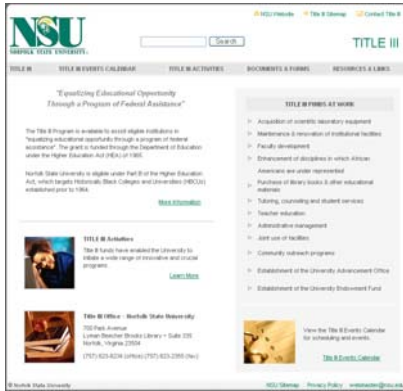 NSU Website
Title III Sitemap
Contact Title III
NSU
NORFOLK STATE UNIVERSITY
Search
TITLE III
TITLE III
TITLE III EVENTS CALENDAR
TITLE III ACTIVITIES
DOCUMENTS & FORMS
RESOURCES & LINKS
"Equalizing Educational Opportunity
Through a Program of Federal Assistance"
The Title III Program is available to assist eligible institutions in
"equalizing educational opportunity through a program of federal
assistance". The grant is funded through the Department of Education
under the Higher Education Act (HEA) of 1965.
Norfolk State University is eligible under Part B of the Higher Education
Act, which targets Historically Black Colleges and Universities (HBCUs)
established prior to 1964.
More Information
TITLE III Activities
Title III funds have enabled the University to
initiate a wide range of innovative and crucial
programs.
Learn More
Title III Office - Norfolk State University
700 Park Avenue
Lyman Beecher Brooks Library - Suite
Norfolk, Virginia 23504
(office)
(fax)
TITLE III FUNDS AT WORK
Acquisition of scientific laboratory equipment
Maintenance & renovation of institutional facilities
Faculty development
Enhancement of disciplines in which African
Americans are under represented
Purchase of library books & other educational
materials
Tutoring, counseling and student services
Teacher education
Administrative management
Joint use of facilities
Community outreach programs
Establishment of the University Advancement Office
Establishment of the University Endowment Fund
View the Title III Events Calendar
for scheduling and events.
Title III Events Calendar
© Norfolk State University
NSU Sitemap
Privacy Policy
webmaster@nsu.edu